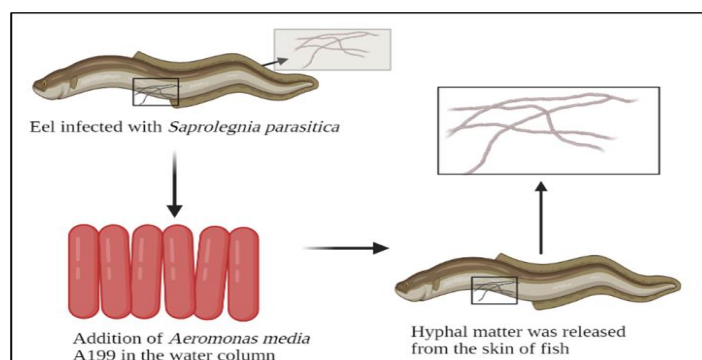 Eel infected with Saprolegnia parasitica
Addition of Aeromonas media
A199 in the water column
Hyphal matter was released
from the skin of fish